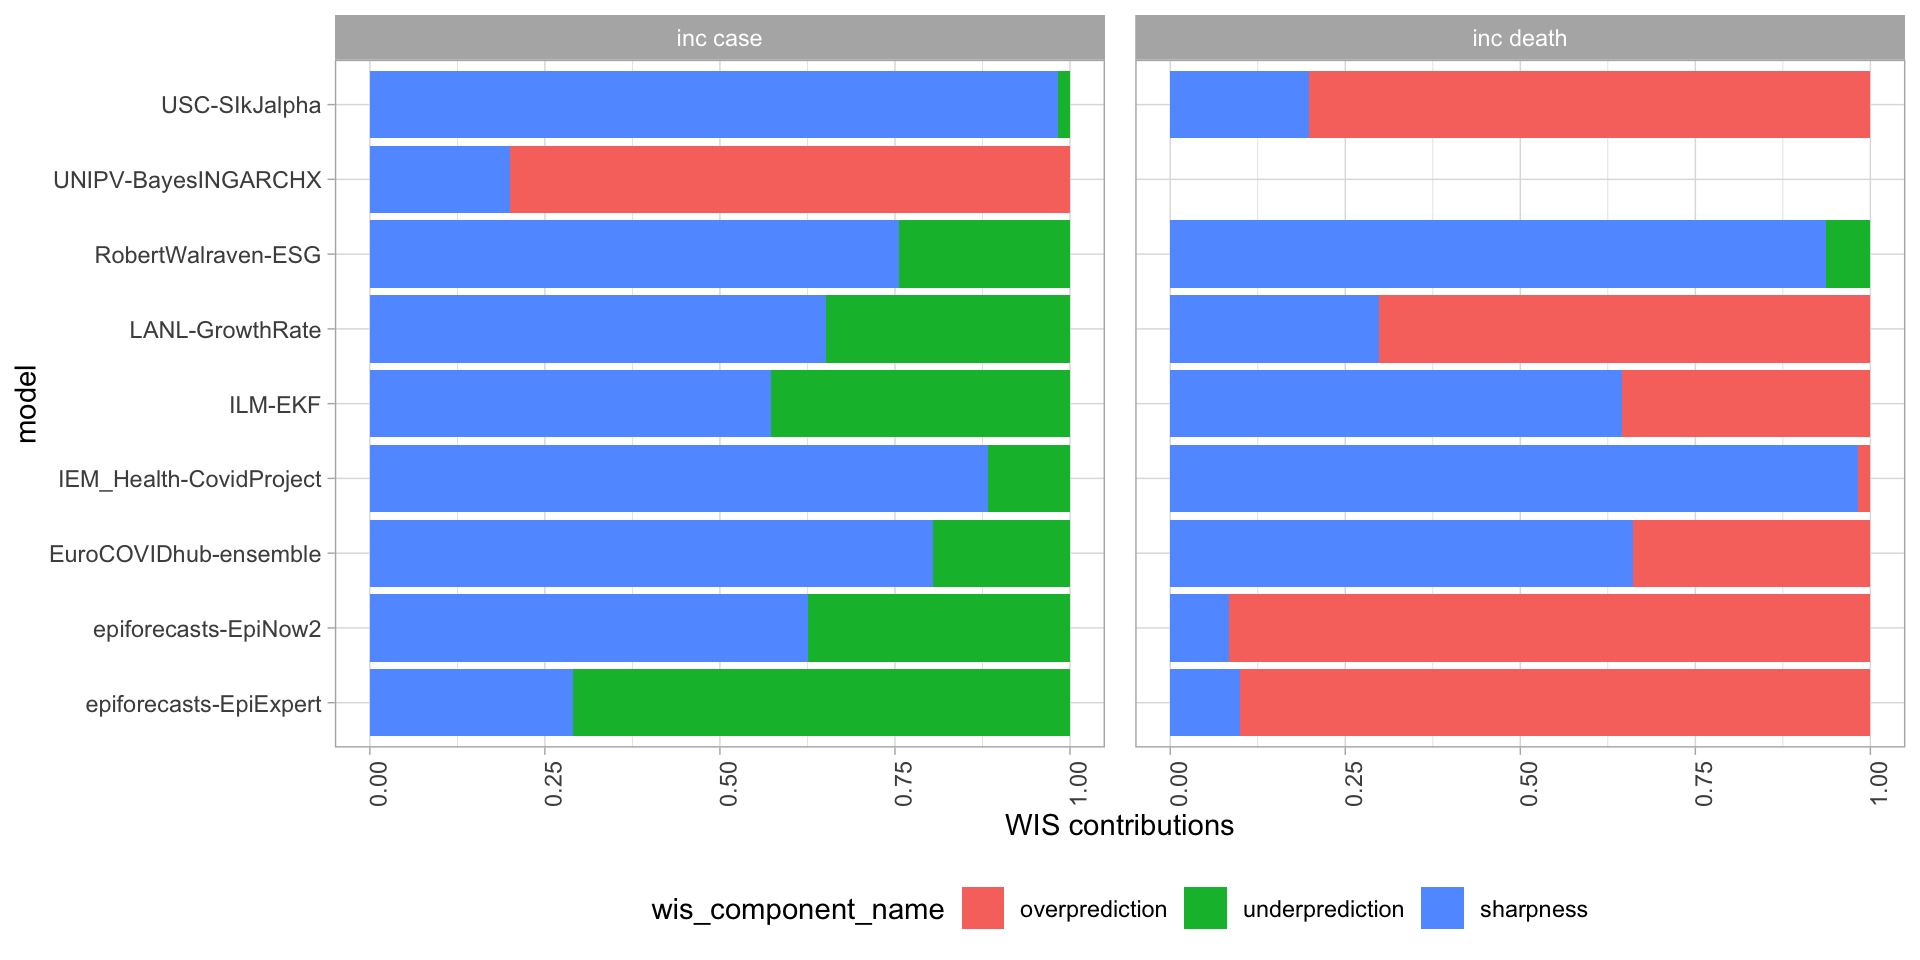 inc case
inc death
USC-SIkJalpha
UNIPV-BayesINGARCHX
RobertWalraven-ESG
LANL-GrowthRate
ILM-EKF
IEM_Health-CovidProject
EuroCOVIDhub-ensemble
epiforecasts-EpiNow2
epiforecasts-EpiExpert
model
0.00 0.25 0.50 0.75 1.00
0.00 0.25 0.50 0.75 1.00
WIS contributions
wis_component_name overprediction underprediction sharpness